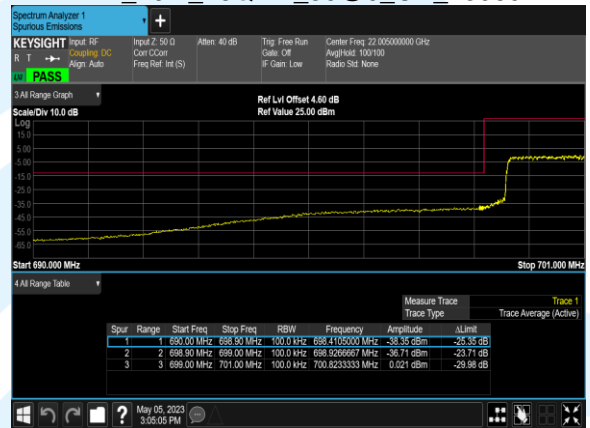 Spectrum Analyzer 1
Spurious Emissions
+
KEYSIGHT Input: RF Input Z: 50 Ω Atten: 40 dB Trig: Free Run Center Freq: 22.005000000 GHz
R T Coupling: DC Corr CCorr Gate: Off Avg|Hold: 100/100
Align: Auto Freq Ref: Int (S) IF Gain: Low Radio Std: None
PASS
3 All Range Graph
Ref Lvl Offset 4.60 dB
Scale/Div 10.0 dB Ref Value 25.00 dBm
Log
15.0
5.00
-5.00
-15.0
-25.0
-35.0
-45.0
-55.0
-65.0
Start 690.000 MHz Stop 701.000 MHz
4 All Range Table
Measure Trace Trace 1
Trace Type Trace Average (Active)
Spur Range Start Freq Stop Freq RBW Frequency Amplitude ΔLimit
1 1 690.00 MHz 698.90 MHz 100.0 kHz 698.4105000 MHz -38.35 dBm -25.35 dB
2 2 698.90 MHz 699.00 MHz 100.0 kHz 698.9266667 MHz -36.71 dBm -23.71 dB
3 3 699.00 MHz 701.00 MHz 100.0 kHz 700.8233333 MHz 0.021 dBm -29.98 dB
? May 05, 2023
3:05:05 PM